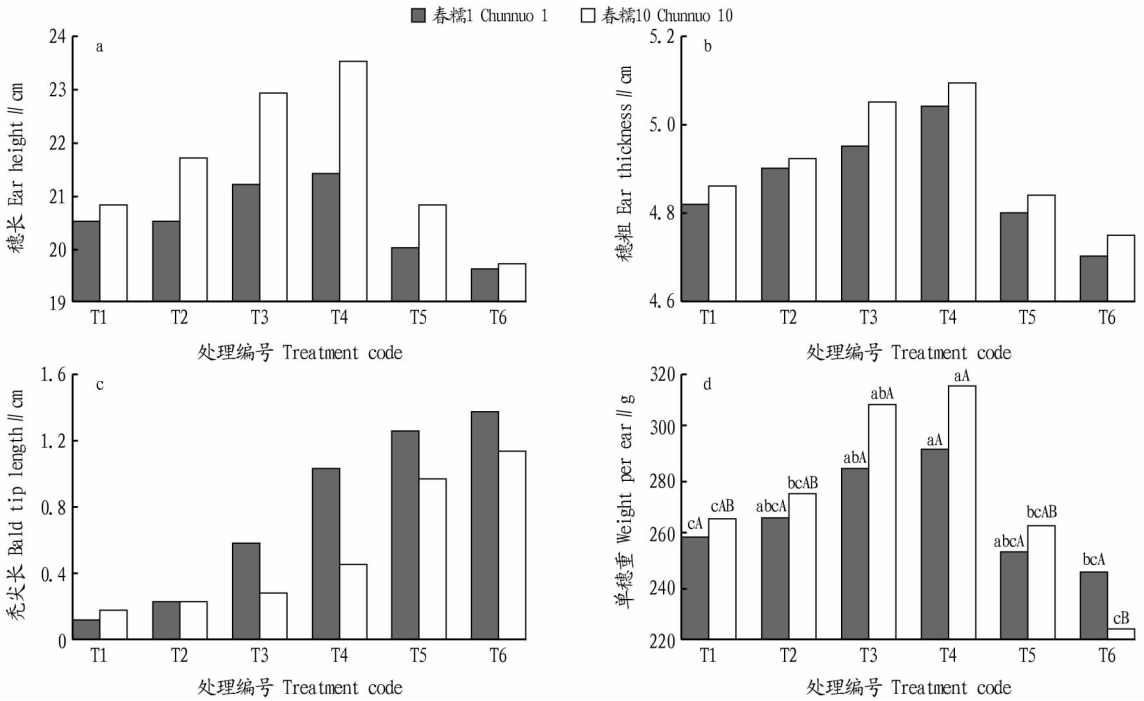 春糯1 Chunnuo 1 春糯10 Chunnuo 10
a
穗长 Ear height∥cm
24
23
22
21
20
19
T1 T2 T3 T4 T5 T6
处理编号 Treatment code
b
穗粗 Ear thickness∥cm
5.2
5.0
4.8
4.6
T1 T2 T3 T4 T5 T6
处理编号 Treatment code
c
秃尖长 Bald tip length∥cm
1.6
1.2
0.8
0.4
0
T1 T2 T3 T4 T5 T6
处理编号 Treatment code
d
单穗重 Weight per ear∥g
320
300
280
260
240
220
cA cAB abcA bcAB abA abA aA aA abcA bcAB bcA cB
T1 T2 T3 T4 T5 T6
处理编号 Treatment code